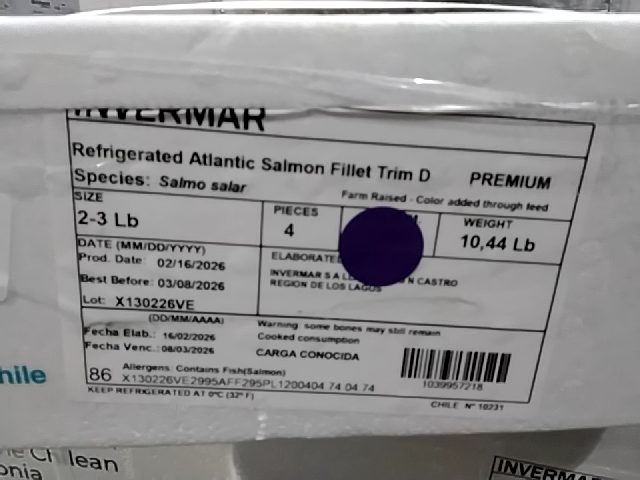 INVERMAR
Refrigerated Atlantic Salmon Fillet Trim D PREMIUM
Species: Salmo salar Farm Raised - Color added through feed
SIZE PIECES WEIGHT
2-3 Lb 4 10,44 Lb
DATE (MM/DD/YYYY)
Prod. Date: 02/16/2026
Best Before: 03/08/2026
Lot: X130226VE
INVERMAR S A CASTRO
REGION DE LOS LAGOS
(DD/MM/AAAA)
Fecha Elab.: 16/02/2026
Fecha Venc.: 08/03/2026
Warning some bones may still remain
Cooked consumption
CARGA CONOCIDA
86 Allergens Contains Fish(Salmon)
X130226VE2995AFF295PL1200404 74 04 74
KEEP REFRIGERATED AT 0°C (32° F)
1039957218
CHILE N° 10231
hile
lean
onia
INVERMAR